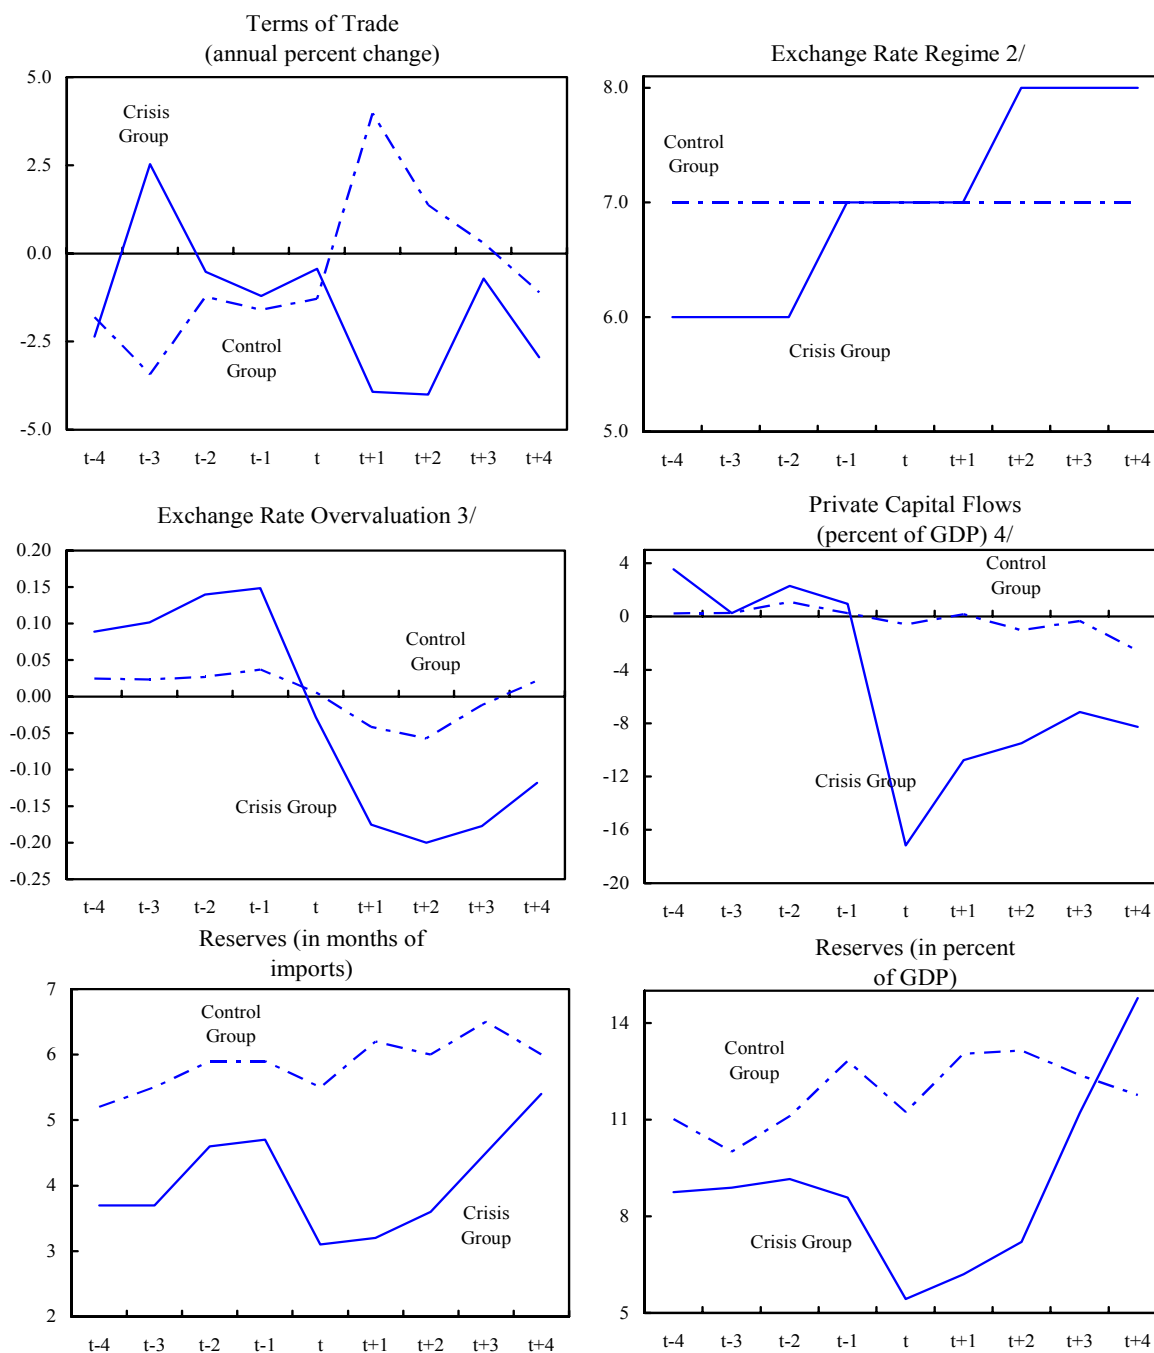 Terms of Trade
(annual percent change)
5.0
2.5
0.0
-2.5
-5.0
Crisis
Group
Control
Group
t-4 t-3 t-2 t-1 t t+1 t+2 t+3 t+4
Exchange Rate Regime 2/
8.0
7.0
6.0
5.0
Control
Group
Crisis Group
t-4 t-3 t-2 t-1 t t+1 t+2 t+3 t+4
Exchange Rate Overvaluation 3/
0.20
0.15
0.10
0.05
0.00
-0.05
-0.10
-0.15
-0.20
-0.25
Control
Group
Crisis Group
t-4 t-3 t-2 t-1 t t+1 t+2 t+3 t+4
Private Capital Flows
(percent of GDP) 4/
4
0
-4
-8
-12
-16
-20
Control
Group
Crisis Group
t-4 t-3 t-2 t-1 t t+1 t+2 t+3 t+4
Reserves (in months of
imports)
7
6
5
4
3
2
Control
Group
Crisis
Group
t-4 t-3 t-2 t-1 t t+1 t+2 t+3 t+4
Reserves (in percent
of GDP)
14
11
8
5
Control
Group
Crisis Group
t-4 t-3 t-2 t-1 t t+1 t+2 t+3 t+4